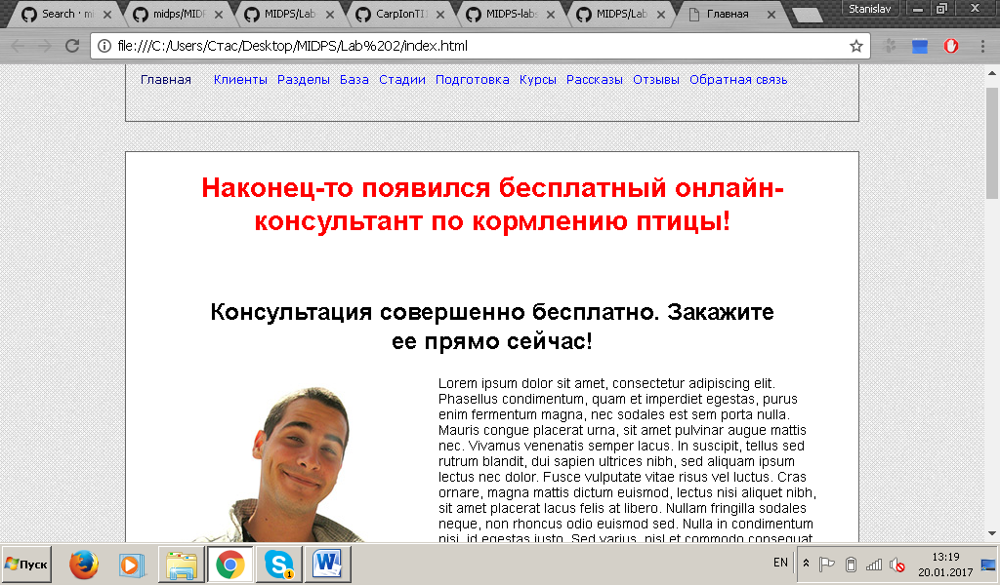 Search · mi
midps/MIDP
MIDPS/Lab
CarpIonTI1
MIDPS-labs
MIDPS/Lab
Главная
Stanislav
file:///C:/Users/Стас/Desktop/MIDPS/Lab%202/index.html
Главная Клиенты Разделы База Стадии Подготовка Курсы Рассказы Отзывы Обратная связь
Наконец-то появился бесплатный онлайн-
консультант по кормлению птицы!
Консультация совершенно бесплатно. Закажите
ее прямо сейчас!
Lorem ipsum dolor sit amet, consectetur adipiscing elit.
Phasellus condimentum, quam et imperdiet egestas, purus
enim fermentum magna, nec sodales est sem porta nulla.
Mauris congue placerat urna, sit amet pulvinar augue mattis
nec. Vivamus venenatis semper lacus. In suscipit, tellus sed
rutrum blandit, dui sapien ultrices nibh, sed aliquam ipsum
lectus nec dolor. Fusce vulputate vitae risus vel luctus. Cras
ornare, magna mattis dictum euismod, lectus nisi aliquet nibh,
sit amet placerat lacus felis at libero. Nullam fringilla sodales
neque, non rhoncus odio euismod sed. Nulla in condimentum
nisi, id egestas justo. Sed varius, nisl et commodo consequat
Пуск
1
EN
13:19
20.01.2017